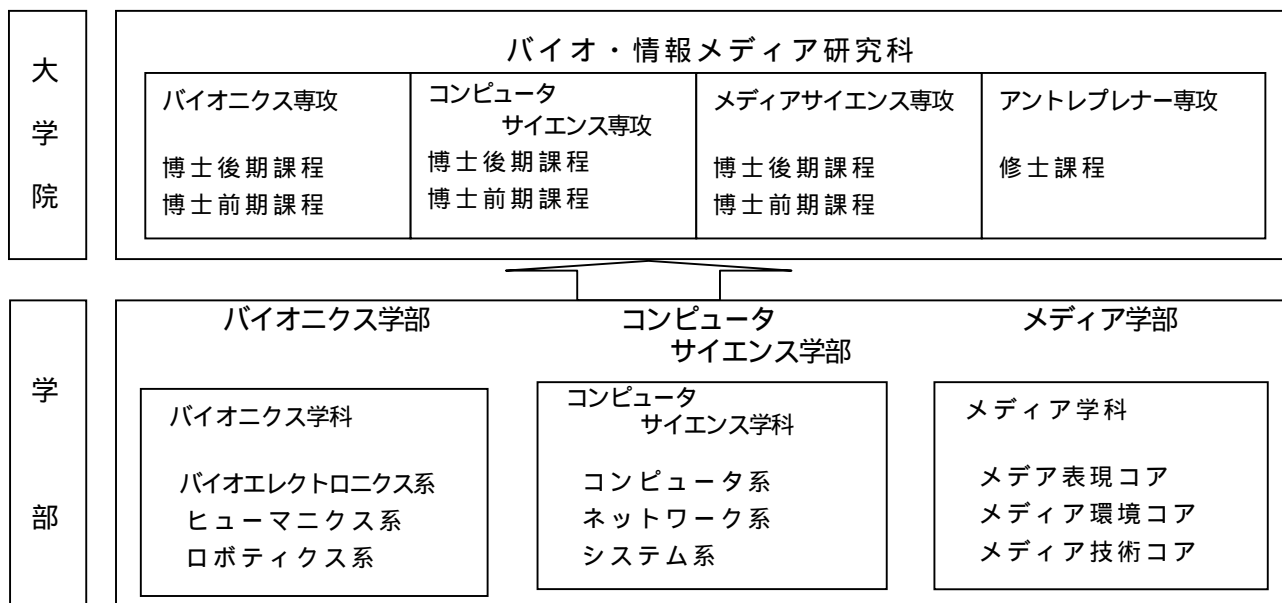 大学院
バイオ・情報メディア研究科
バイオニクス専攻
博士後期課程
博士前期課程
コンピュータ
サイエンス専攻
博士後期課程
博士前期課程
メディアサイエンス専攻
博士後期課程
博士前期課程
アントレプレナー専攻
修士課程
学部
バイオニクス学部
バイオニクス学科
バイオエレクトロニクス系
ヒューマニクス系
ロボティクス系
コンピュータ
サイエンス学部
コンピュータ
サイエンス学科
コンピュータ系
ネットワーク系
システム系
メディア学部
メディア学科
メデア表現コア
メディア環境コア
メディア技術コア